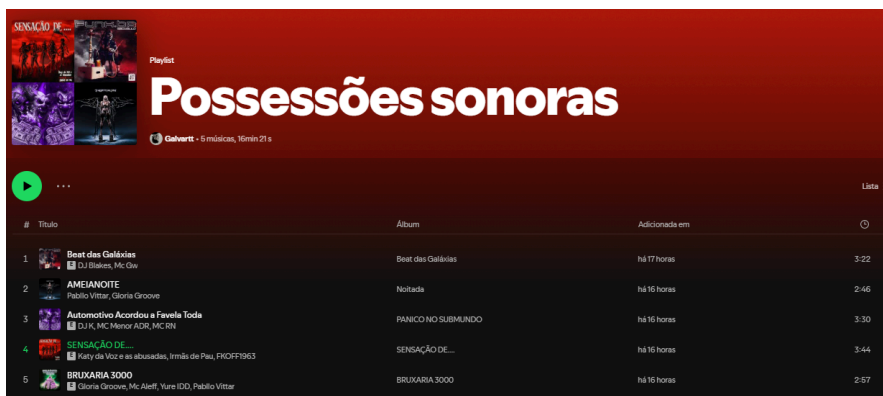 SENSAÇÃO DE....
Playlist
Possessões sonoras
Galvartt • 5 músicas, 16min 21 s
Lista
# Título Álbum Adicionada em
1 Beat das Galáxias Beat das Galáxias há 17 horas 3:22
E DJ Blakes, Mc Gw
2 AMEIANOITE Noitada há 16 horas 2:46
Pabllo Vittar, Gloria Groove
3 Automotivo Acordou a Favela Toda PANICO NO SUBMUNDO há 16 horas 3:30
E DJ K, MC Menor ADR, MC RN
4 SENSAÇÃO DE.... SENSAÇÃO DE.... há 16 horas 3:44
E Katy da Voz e as abusadas, Irmãs de Pau, FKOFF1963
5 BRUXARIA 3000 BRUXARIA 3000 há 16 horas 2:57
E Gloria Groove, Mc Aleff, Yure IDD, Pabllo Vittar